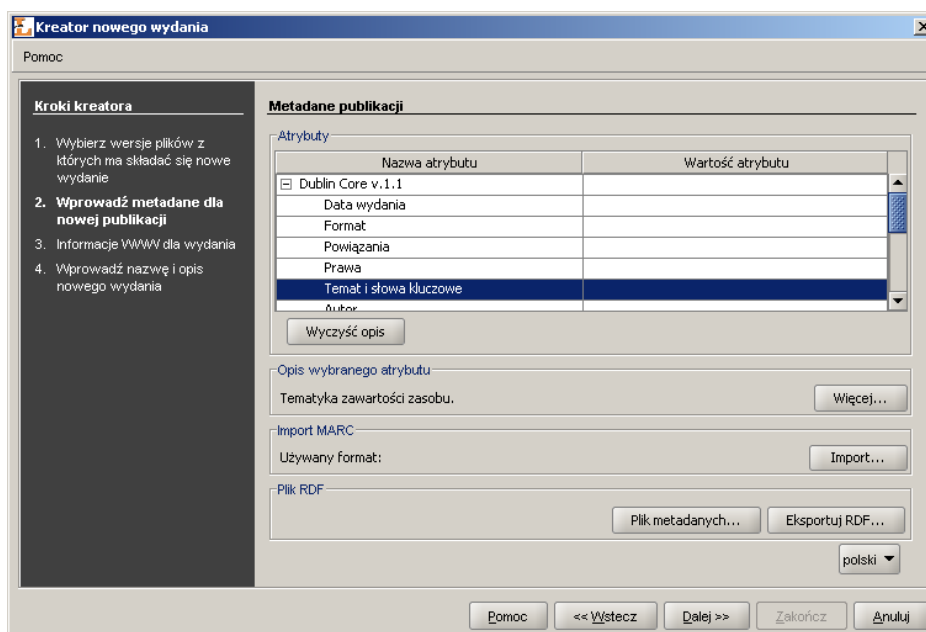 Kreator nowego wydania
Pomoc
Kroki kreatora
1. Wybierz wersje plików z
których ma składać się nowe
wydanie
2. Wprowadź metadane dla
nowej publikacji
3. Informacje WWW dla wydania
4. Wprowadź nazwę i opis
nowego wydania
Metadane publikacji
Atrybuty
Nazwa atrybutu Wartość atrybutu
Dublin Core v.1.1
Data wydania
Format
Powiązania
Prawa
Temat i słowa kluczowe
Autor
Wyczyść opis
Opis wybranego atrybutu
Tematyka zawartości zasobu.
Więcej...
Import MARC
Używany format:
Import...
Plik RDF
Plik metadanych... Eksportuj RDF...
polski
Pomoc << Wstecz Dalej >> Zakończ Anuluj